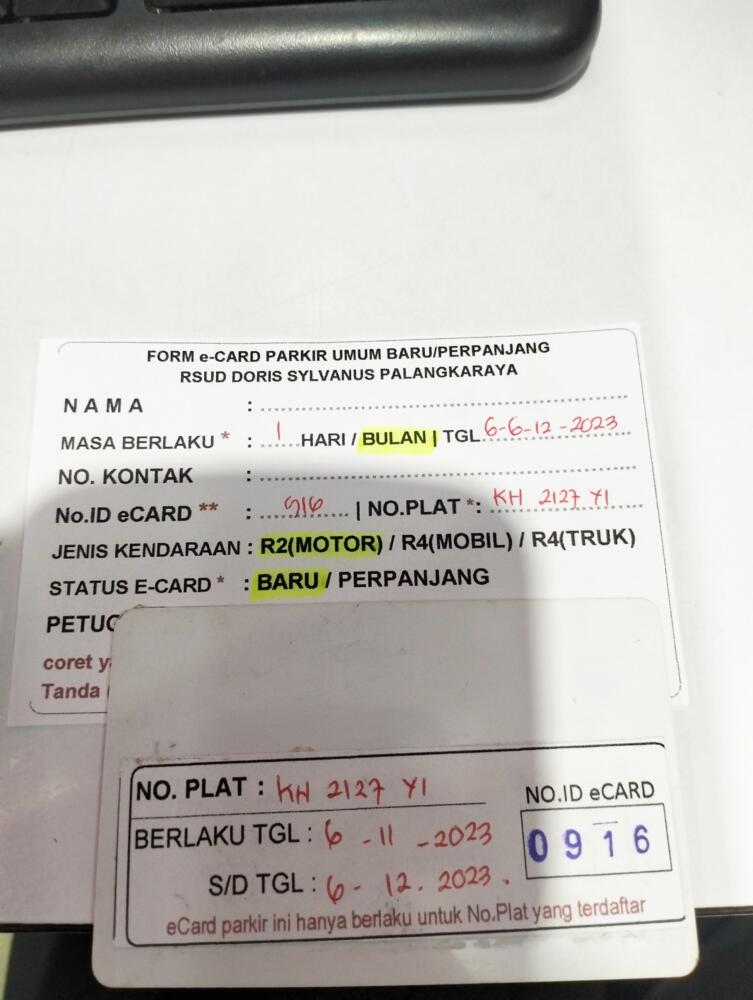 FORM e-CARD PARKIR UMUM BARU/PERPANJANG
RSUD DORIS SYLVANUS PALANGKARAYA
NAMA :
MASA BERLAKU * : 1 HARI / BULAN | TGL 6-6-12-2023
NO. KONTAK :
No.ID eCARD ** : 916 | NO.PLAT *: KH 2127 YI
JENIS KENDARAAN : R2(MOTOR) / R4(MOBIL) / R4(TRUK)
STATUS E-CARD * : BARU / PERPANJANG
PETUG
coret y
Tanda
NO. PLAT : KH 2127 YI
NO.ID eCARD
BERLAKU TGL : 6 - 11 - 2023
0916
S/D TGL : 6 - 12 . 2023 .
eCard parkir ini hanya berlaku untuk No.Plat yang terdaftar